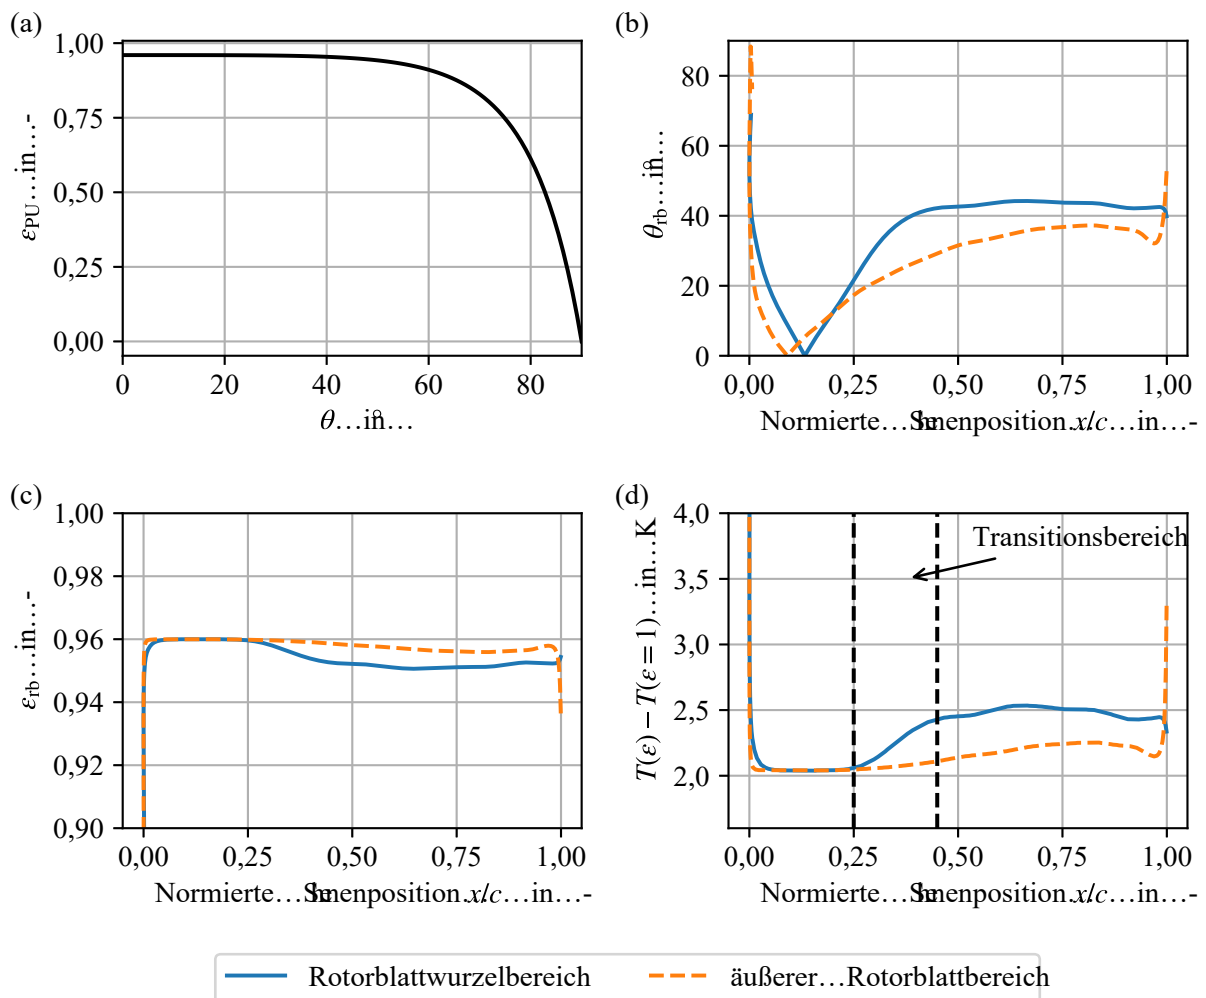 (a)
1,00
0,75
0,50
0,25
0,00
εPU…in…-
0 20 40 60 80
θ…in…°
(b)
80
60
40
20
0
θrb…in…°
0,00 0,25 0,50 0,75 1,00
Normierte…Sehnenposition…x/c…in…-
(c)
1,00
0,98
0,96
0,94
0,92
0,90
εrb…in…-
0,00 0,25 0,50 0,75 1,00
Normierte…Sehnenposition…x/c…in…-
(d)
4,0
3,5
3,0
2,5
2,0
T(ε) − T(ε = 1)…in…K
Transitionsbereich
0,00 0,25 0,50 0,75 1,00
Normierte…Sehnenposition…x/c…in…-
Rotorblattwurzelbereich
äußerer…Rotorblattbereich